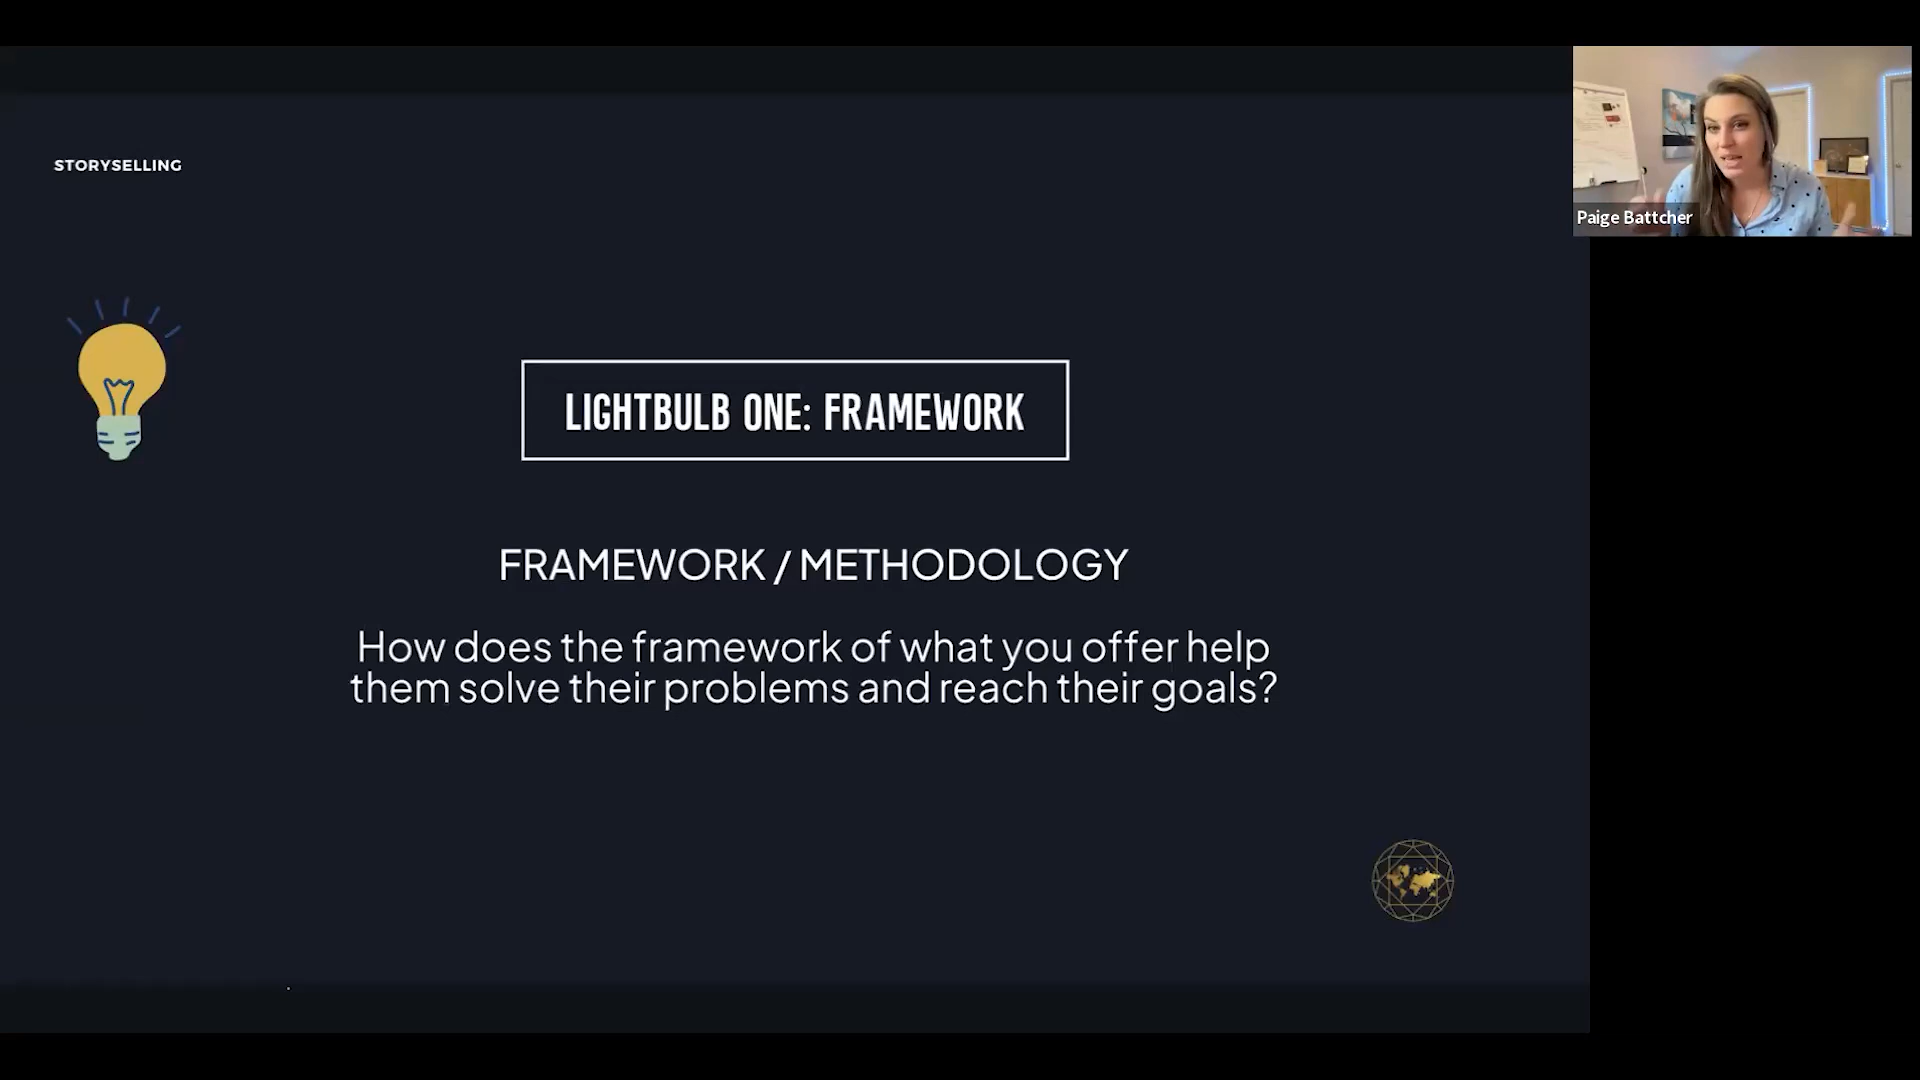 STORYSELLING
LIGHTBULB ONE: FRAMEWORK
FRAMEWORK / METHODOLOGY
How does the framework of what you offer help
them solve their problems and reach their goals?
Paige Battcher